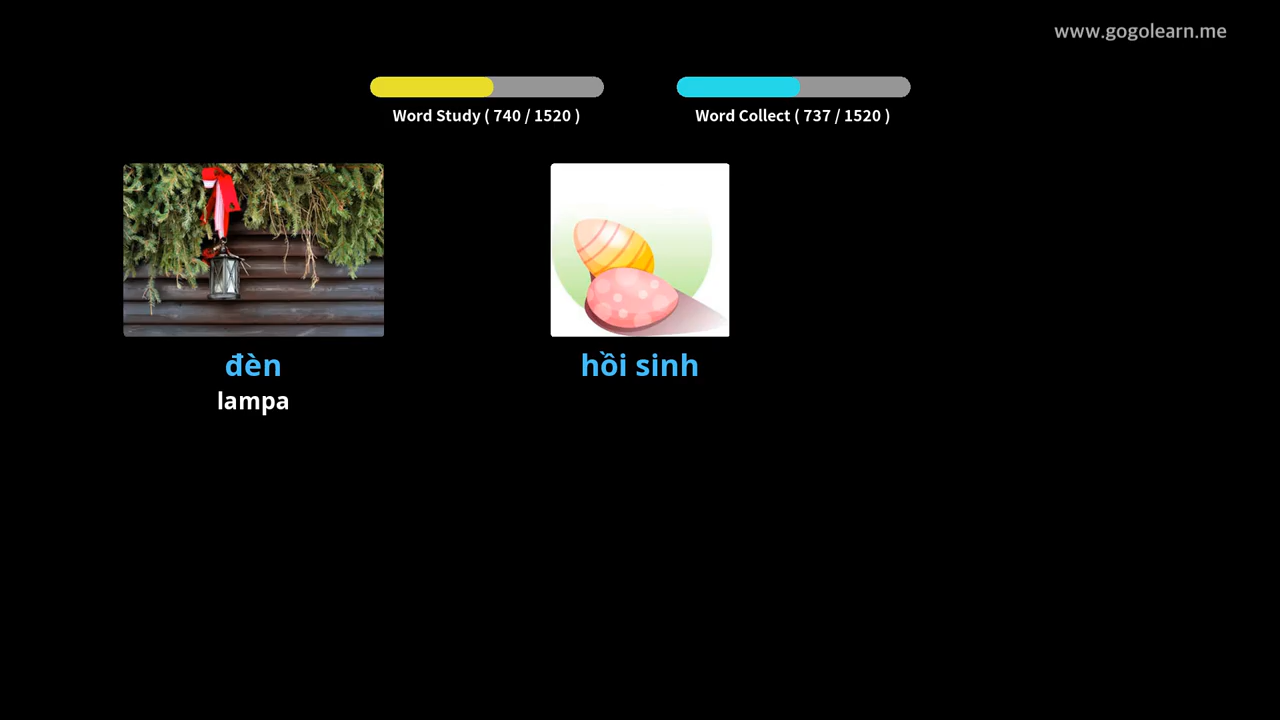 www.gogolearn.me
Word Study ( 740 / 1520 )
Word Collect ( 737 / 1520 )
đèn
lampa
hồi sinh